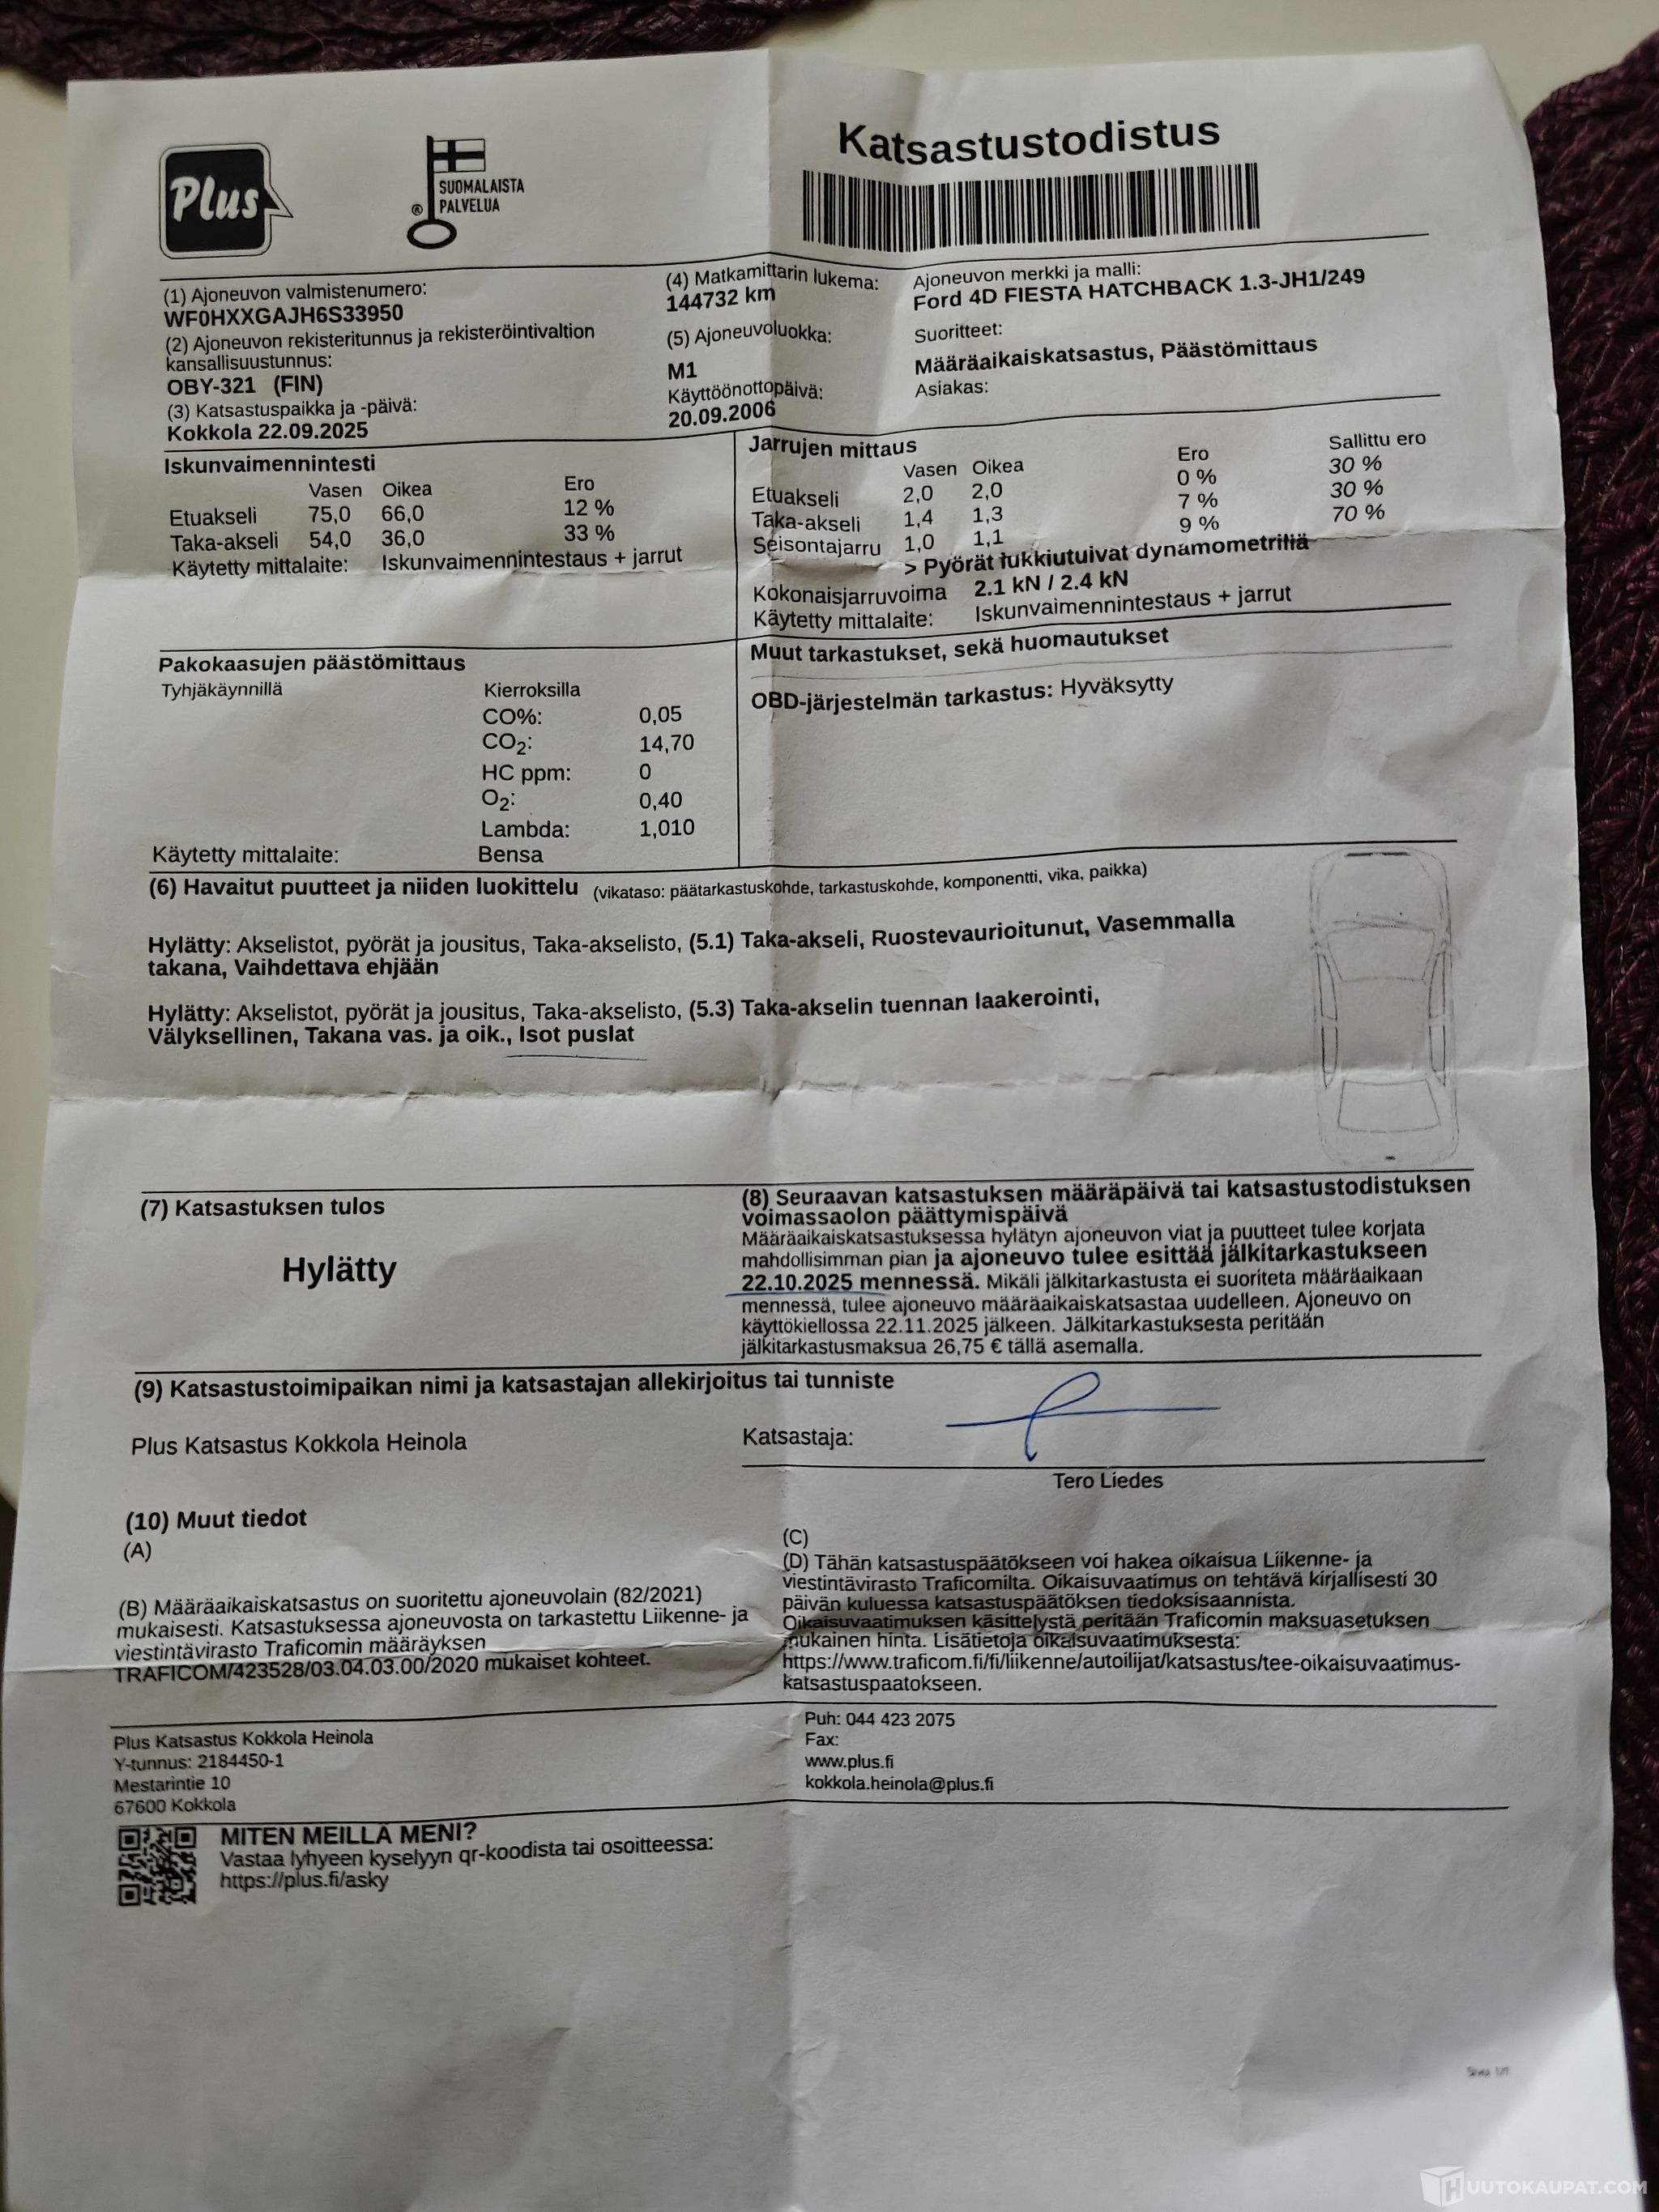 Plus
SUOMALAISTA
® PALVELUA
Katsastustodistus
(1) Ajoneuvon valmistenumero:
WF0HXXGAJH6S33950
(2) Ajoneuvon rekisteritunnus ja rekisteröintivaltion
kansallisuustunnus:
OBY-321 (FIN)
(3) Katsastuspaikka ja -päivä:
Kokkola 22.09.2025
(4) Matkamittarin lukema:
144732 km
(5) Ajoneuvoluokka:
M1
Käyttöönottopäivä:
20.09.2006
Ajoneuvon merkki ja malli:
Ford 4D FIESTA HATCHBACK 1.3-JH1/249
Suoritteet:
Määräaikaiskatsastus, Päästömittaus
Asiakas:
Iskunvaimennintesti
Vasen Oikea Ero
Etuakseli 75,0 66,0 12 %
Taka-akseli 54,0 36,0 33 %
Käytetty mittalaite: Iskunvaimennintestaus + jarrut
Jarrujen mittaus
Vasen Oikea Ero Sallittu ero
Etuakseli 2,0 2,0 0 % 30 %
Taka-akseli 1,4 1,3 7 % 30 %
Seisontajarru 1,0 1,1 9 % 70 %
> Pyörät lukkiutuivat dynamometrillä
Kokonaisjarruvoima 2.1 kN / 2.4 kN
Käytetty mittalaite: Iskunvaimennintestaus + jarrut
Pakokaasujen päästömittaus
Tyhjäkäynnillä Kierroksilla
CO%: 0,05
CO2: 14,70
HC ppm: 0
O2: 0,40
Lambda: 1,010
Käytetty mittalaite: Bensa
Muut tarkastukset, sekä huomautukset
OBD-järjestelmän tarkastus: Hyväksytty
(6) Havaitut puutteet ja niiden luokittelu (vikataso: päätarkastuskohde, tarkastuskohde, komponentti, vika, paikka)
Hylätty: Akselistot, pyörät ja jousitus, Taka-akselisto, (5.1) Taka-akseli, Ruostevaurioitunut, Vasemmalla
takana, Vaihdettava ehjään
Hylätty: Akselistot, pyörät ja jousitus, Taka-akselisto, (5.3) Taka-akselin tuennan laakerointi,
Välyksellinen, Takana vas. ja oik., Isot puslat
(7) Katsastuksen tulos
Hylätty
(8) Seuraavan katsastuksen määräpäivä tai katsastustodistuksen
voimassaolon päättymispäivä
Määräaikaiskatsastuksessa hylätyn ajoneuvon viat ja puutteet tulee korjata
mahdollisimman pian ja ajoneuvo tulee esittää jälkitarkastukseen
22.10.2025 mennessä. Mikäli jälkitarkastusta ei suoriteta määräaikaan
mennessä, tulee ajoneuvo määräaikaiskatsastaa uudelleen. Ajoneuvo on
käyttökiellossa 22.11.2025 jälkeen. Jälkitarkastuksesta peritään
jälkitarkastusmaksua 26,75 € tällä asemalla.
(9) Katsastustoimipaikan nimi ja katsastajan allekirjoitus tai tunniste
Plus Katsastus Kokkola Heinola
Katsastaja:
Tero Liedes
(10) Muut tiedot
(A)
(B) Määräaikaiskatsastus on suoritettu ajoneuvolain (82/2021)
mukaisesti. Katsastuksessa ajoneuvosta on tarkastettu Liikenne- ja
viestintävirasto Traficomin määräyksen
TRAFICOM/423528/03.04.03.00/2020 mukaiset kohteet.
(C)
(D) Tähän katsastuspäätökseen voi hakea oikaisua Liikenne- ja
viestintävirasto Traficomilta. Oikaisuvaatimus on tehtävä kirjallisesti 30
päivän kuluessa katsastuspäätöksen tiedoksisaannista.
Oikaisuvaatimuksen käsittelystä peritään Traficomin maksuasetuksen
mukainen hinta. Lisätietoja oikaisuvaatimuksesta:
https://www.traficom.fi/fi/liikenne/autoilijat/katsastus/tee-oikaisuvaatimus-
katsastuspaatokseen.
Plus Katsastus Kokkola Heinola
Y-tunnus: 2184450-1
Mestarintie 10
67600 Kokkola
Puh: 044 423 2075
Fax:
www.plus.fi
kokkola.heinola@plus.fi
MITEN MEILLÄ MENI?
Vastaa lyhyeen kyselyyn qr-koodista tai osoitteessa:
https://plus.fi/asky
Sivu 1/1
HUUTOKAUPAT.COM